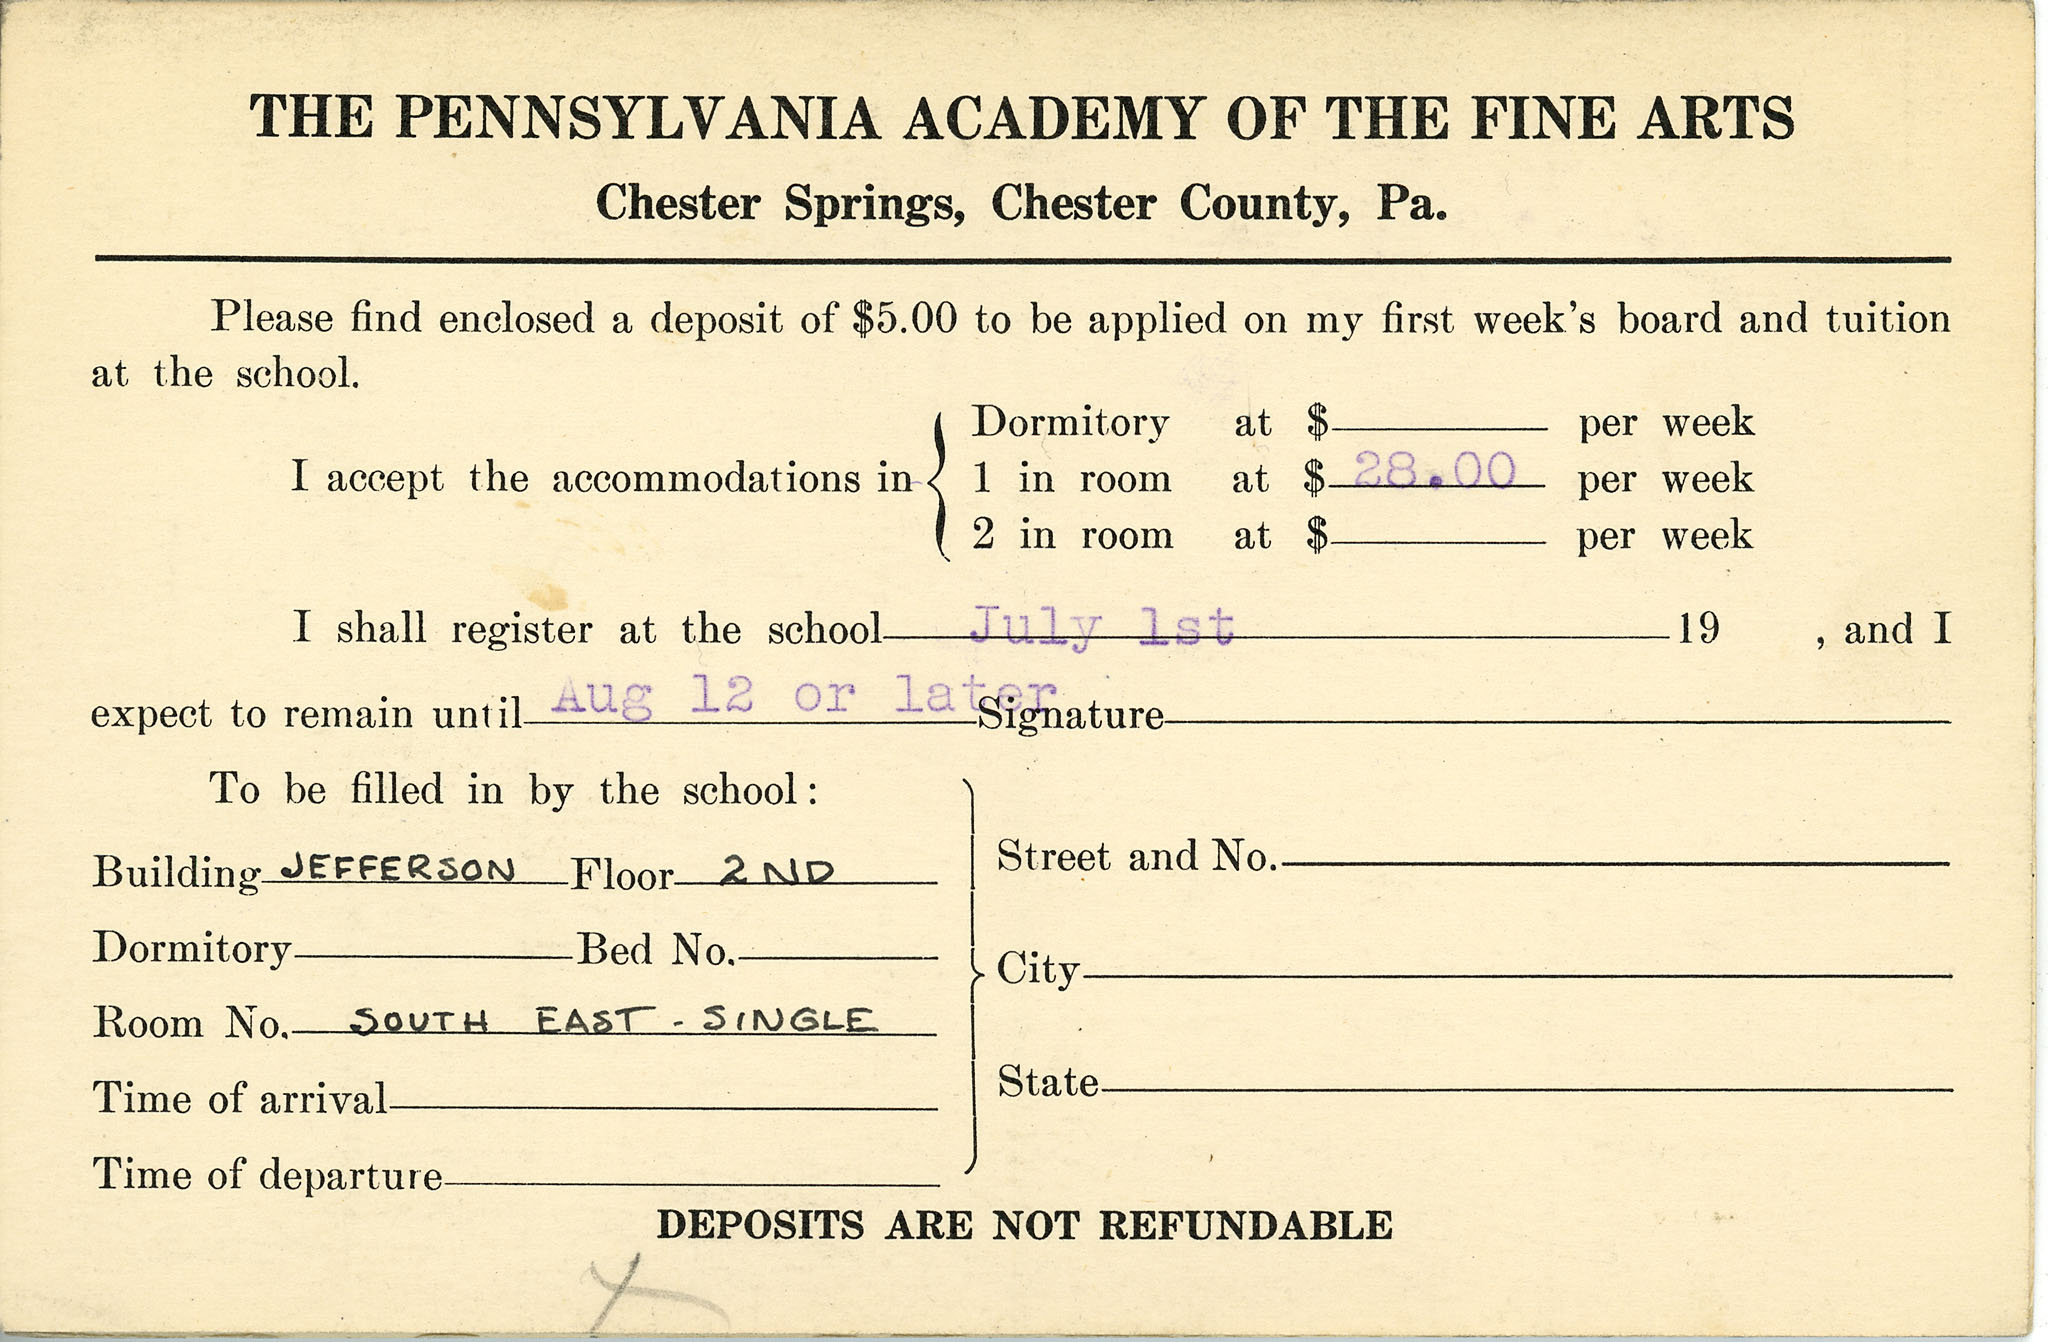 THE PENNSYLVANIA ACADEMY OF THE FINE ARTS
Chester Springs, Chester County, Pa.
Please find enclosed a deposit of $5.00 to be applied on my first week's board and tuition
at the school.
I accept the accommodations in
Dormitory at $ per week
1 in room at $ 28.00 per week
2 in room at $ per week
I shall register at the school July 1st 19 , and I
expect to remain until Aug 12 or later Signature
To be filled in by the school:
Building JEFFERSON Floor 2ND
Dormitory Bed No.
Room No. SOUTH EAST - SINGLE
Time of arrival
Time of departure
Street and No.
City
State
DEPOSITS ARE NOT REFUNDABLE